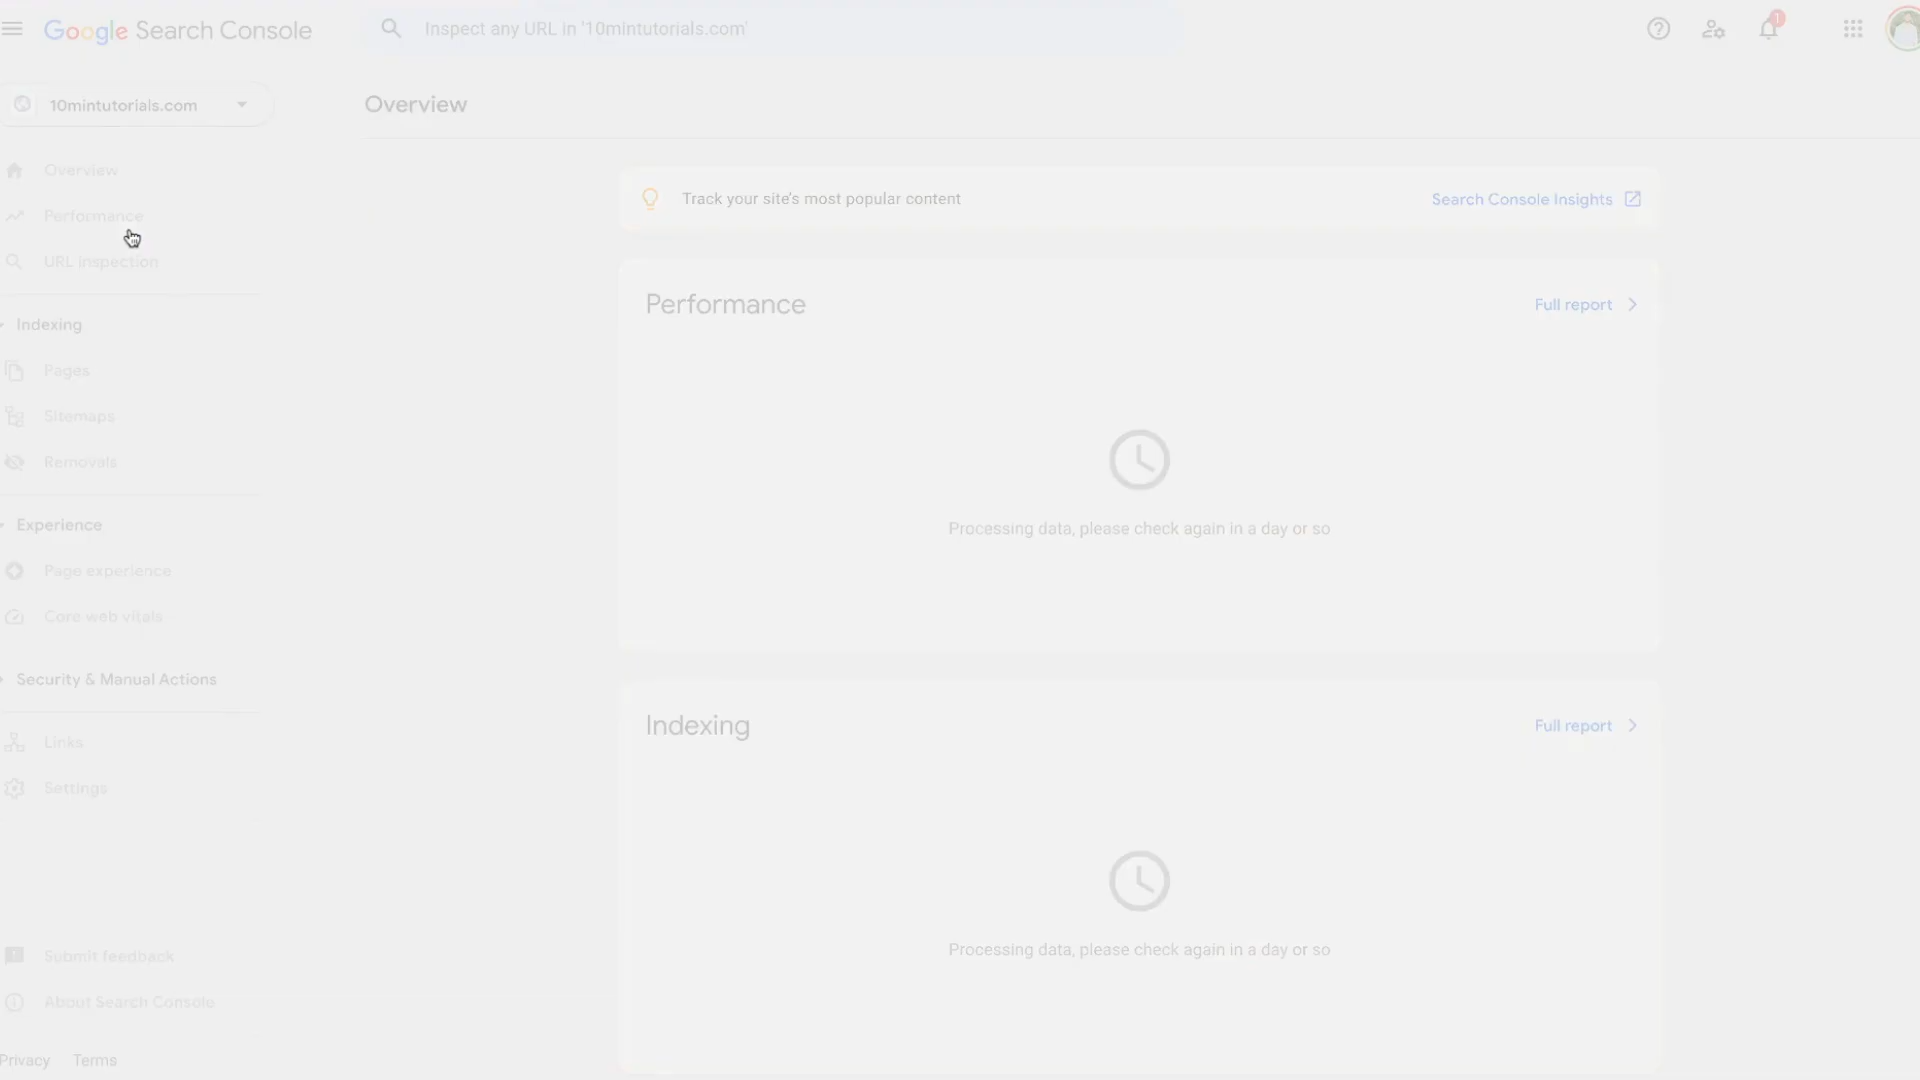 Google Search Console
Inspect any URL in '10mintutorials.com'
1
10mintutorials.com
Overview
Overview
Performance
URL inspection
Indexing
Pages
Sitemaps
Removals
Experience
Page experience
Core web vitals
Security & Manual Actions
Links
Settings
Submit feedback
About Search Console
Privacy Terms
Track your site's most popular content
Search Console Insights
Performance
Full report
Processing data, please check again in a day or so
Indexing
Full report
Processing data, please check again in a day or so